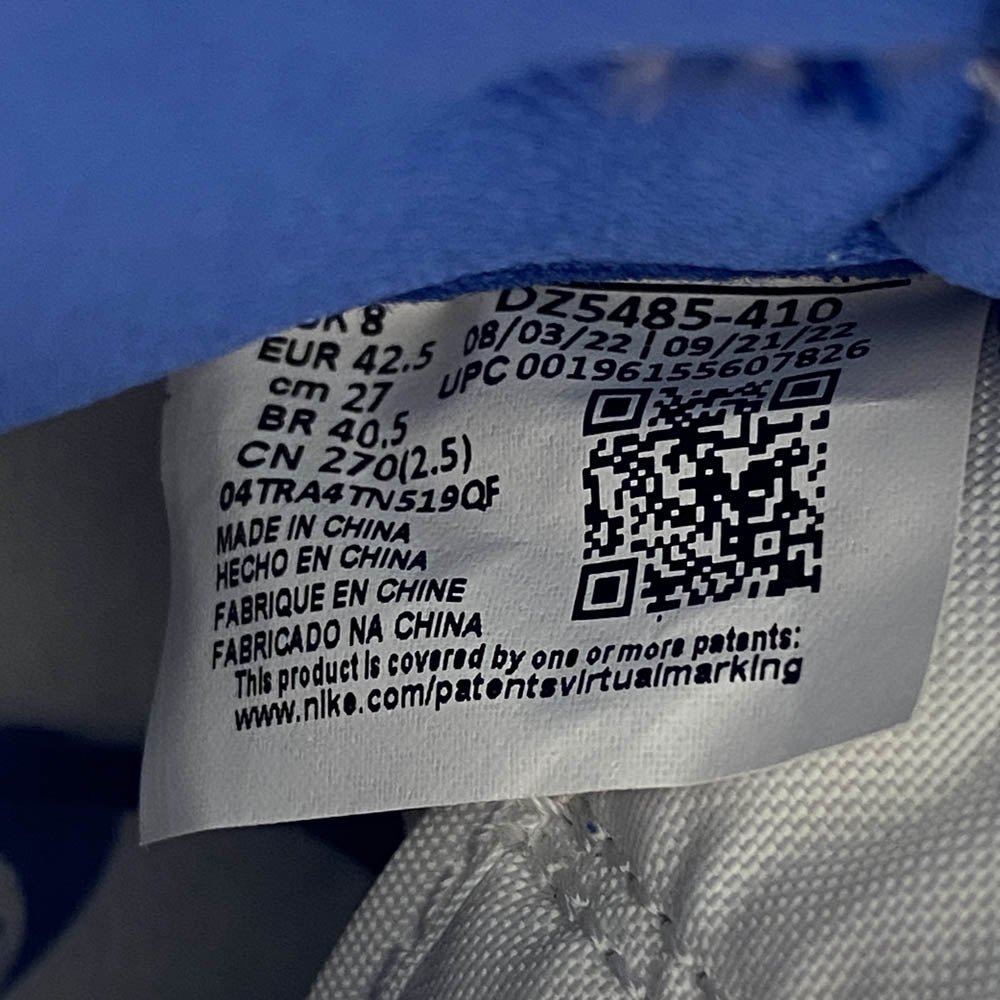 UK 8
EUR 42.5
cm 27
BR 40.5
CN 270(2.5)
04TRA4TN519QF
DZ5485-410
08/03/22 | 09/21/22
UPC 00196155607826
MADE IN CHINA
HECHO EN CHINA
FABRIQUE EN CHINE
FABRICADO NA CHINA
This product is covered by one or more patents:
www.nike.com/patentsvirtualmarking